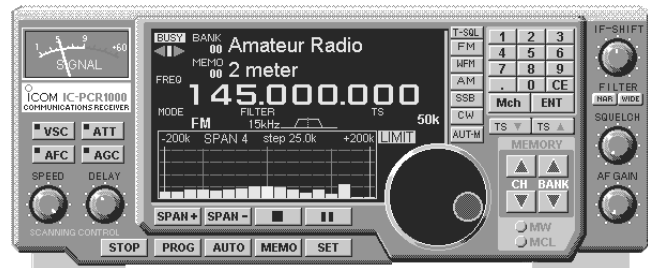 1 5 9 +60
SIGNAL
ICOM IC-PCR1000
COMMUNICATIONS RECEIVER
VSC ATT
AFC AGC
SPEED DELAY
SCANNING CONTROL
BUSY BANK 00 Amateur Radio
MEMO 00 2 meter
FREQ 145.000.000
MODE FILTER TS
FM 15kHz 50k
-200k SPAN 4 step 25.0k +200k LIMIT
SPAN+ SPAN-
STOP PROG AUTO MEMO SET
T-SQL
FM
WFM
AM
SSB
CW
AUT-M
1 2 3
4 5 6
7 8 9
. 0 CE
Mch ENT
TS ▼ TS ▲
MEMORY
CH BANK
MW
MCL
IF-SHIFT
FILTER
NAR WIDE
SQUELCH
AF GAIN